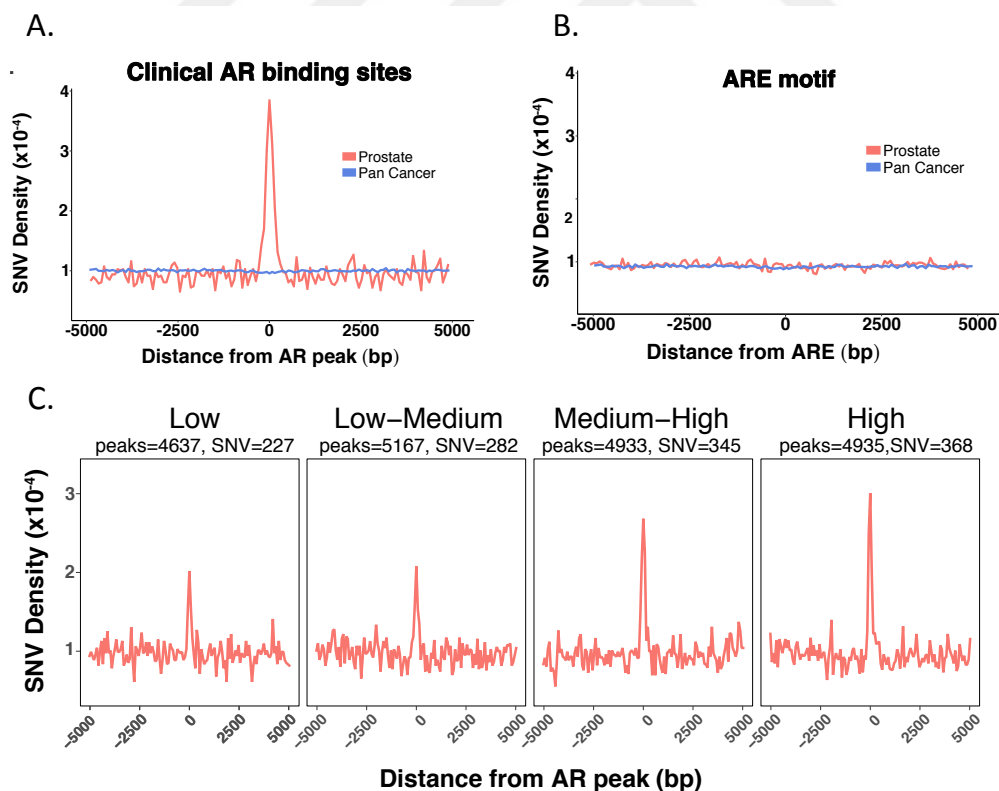 A.
Clinical AR binding sites
SNV Density (x10⁻⁴)
4
3
2
1
Prostate
Pan Cancer
-5000 -2500 0 2500 5000
Distance from AR peak (bp)
B.
ARE motif
SNV Density (x10⁻⁴)
4
3
2
1
Prostate
Pan Cancer
-5000 -2500 0 2500 5000
Distance from ARE (bp)
C.
Low
peaks=4637, SNV=227
Low−Medium
peaks=5167, SNV=282
Medium−High
peaks=4933, SNV=345
High
peaks=4935,SNV=368
SNV Density (x10⁻⁴)
3
2
1
−5000 −2500 0 2500 5000
−5000 −2500 0 2500 5000
−5000 −2500 0 2500 5000
−5000 −2500 0 2500 5000
Distance from AR peak (bp)